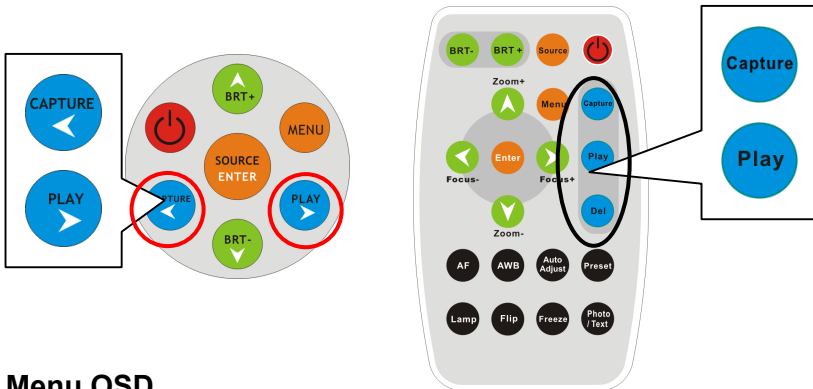 CAPTURE
PLAY
BRT+
MENU
SOURCE
ENTER
PTURE
PLAY
BRT-
BRT-
BRT +
Source
Zoom+
Menu
Capture
Enter
Play
Focus-
Focus+
Del
Zoom-
AF
AWB
Auto
Adjust
Preset
Lamp
Flip
Freeze
Photo
/ Text
Capture
Play
Menu OSD